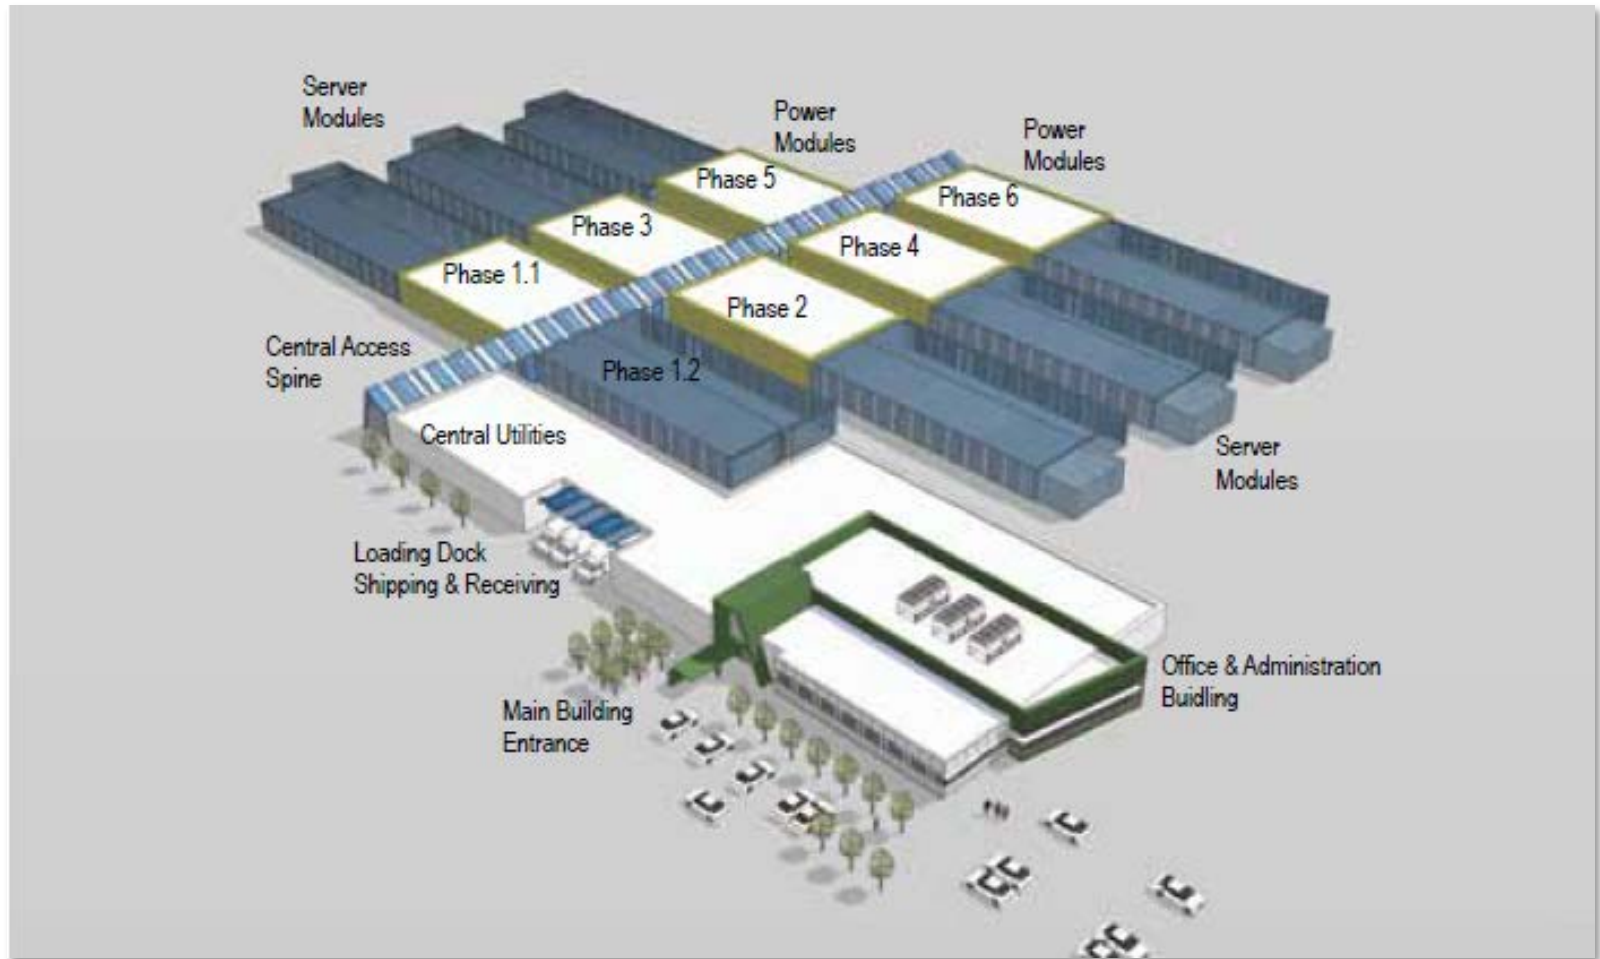 Server
Modules
Power
Modules
Power
Modules
Phase 5
Phase 6
Phase 3
Phase 4
Phase 1.1
Phase 2
Central Access
Spine
Phase 1.2
Central Utilities
Server
Modules
Loading Dock
Shipping & Receiving
Office & Administration
Buidling
Main Building
Entrance